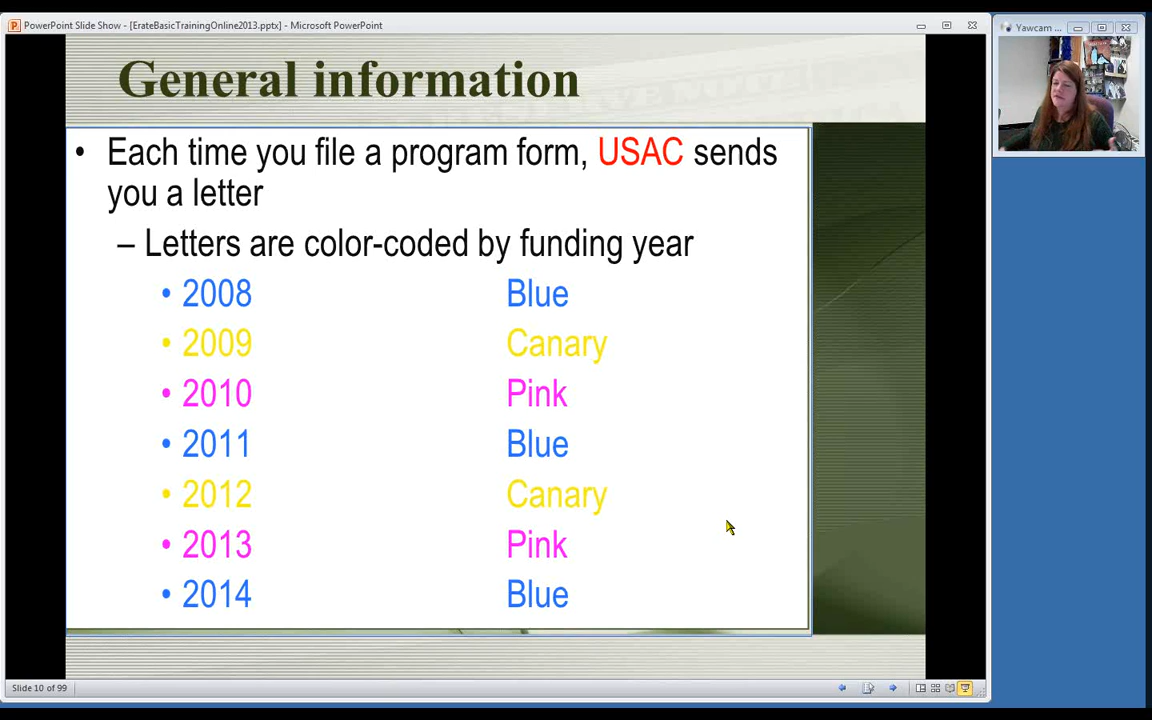 PowerPoint Slide Show - [ErateBasicTrainingOnline2013.pptx] - Microsoft PowerPoint
Yawcam ...
General information
• Each time you file a program form, USAC sends
you a letter
– Letters are color-coded by funding year
• 2008 Blue
• 2009 Canary
• 2010 Pink
• 2011 Blue
• 2012 Canary
• 2013 Pink
• 2014 Blue
Slide 10 of 99